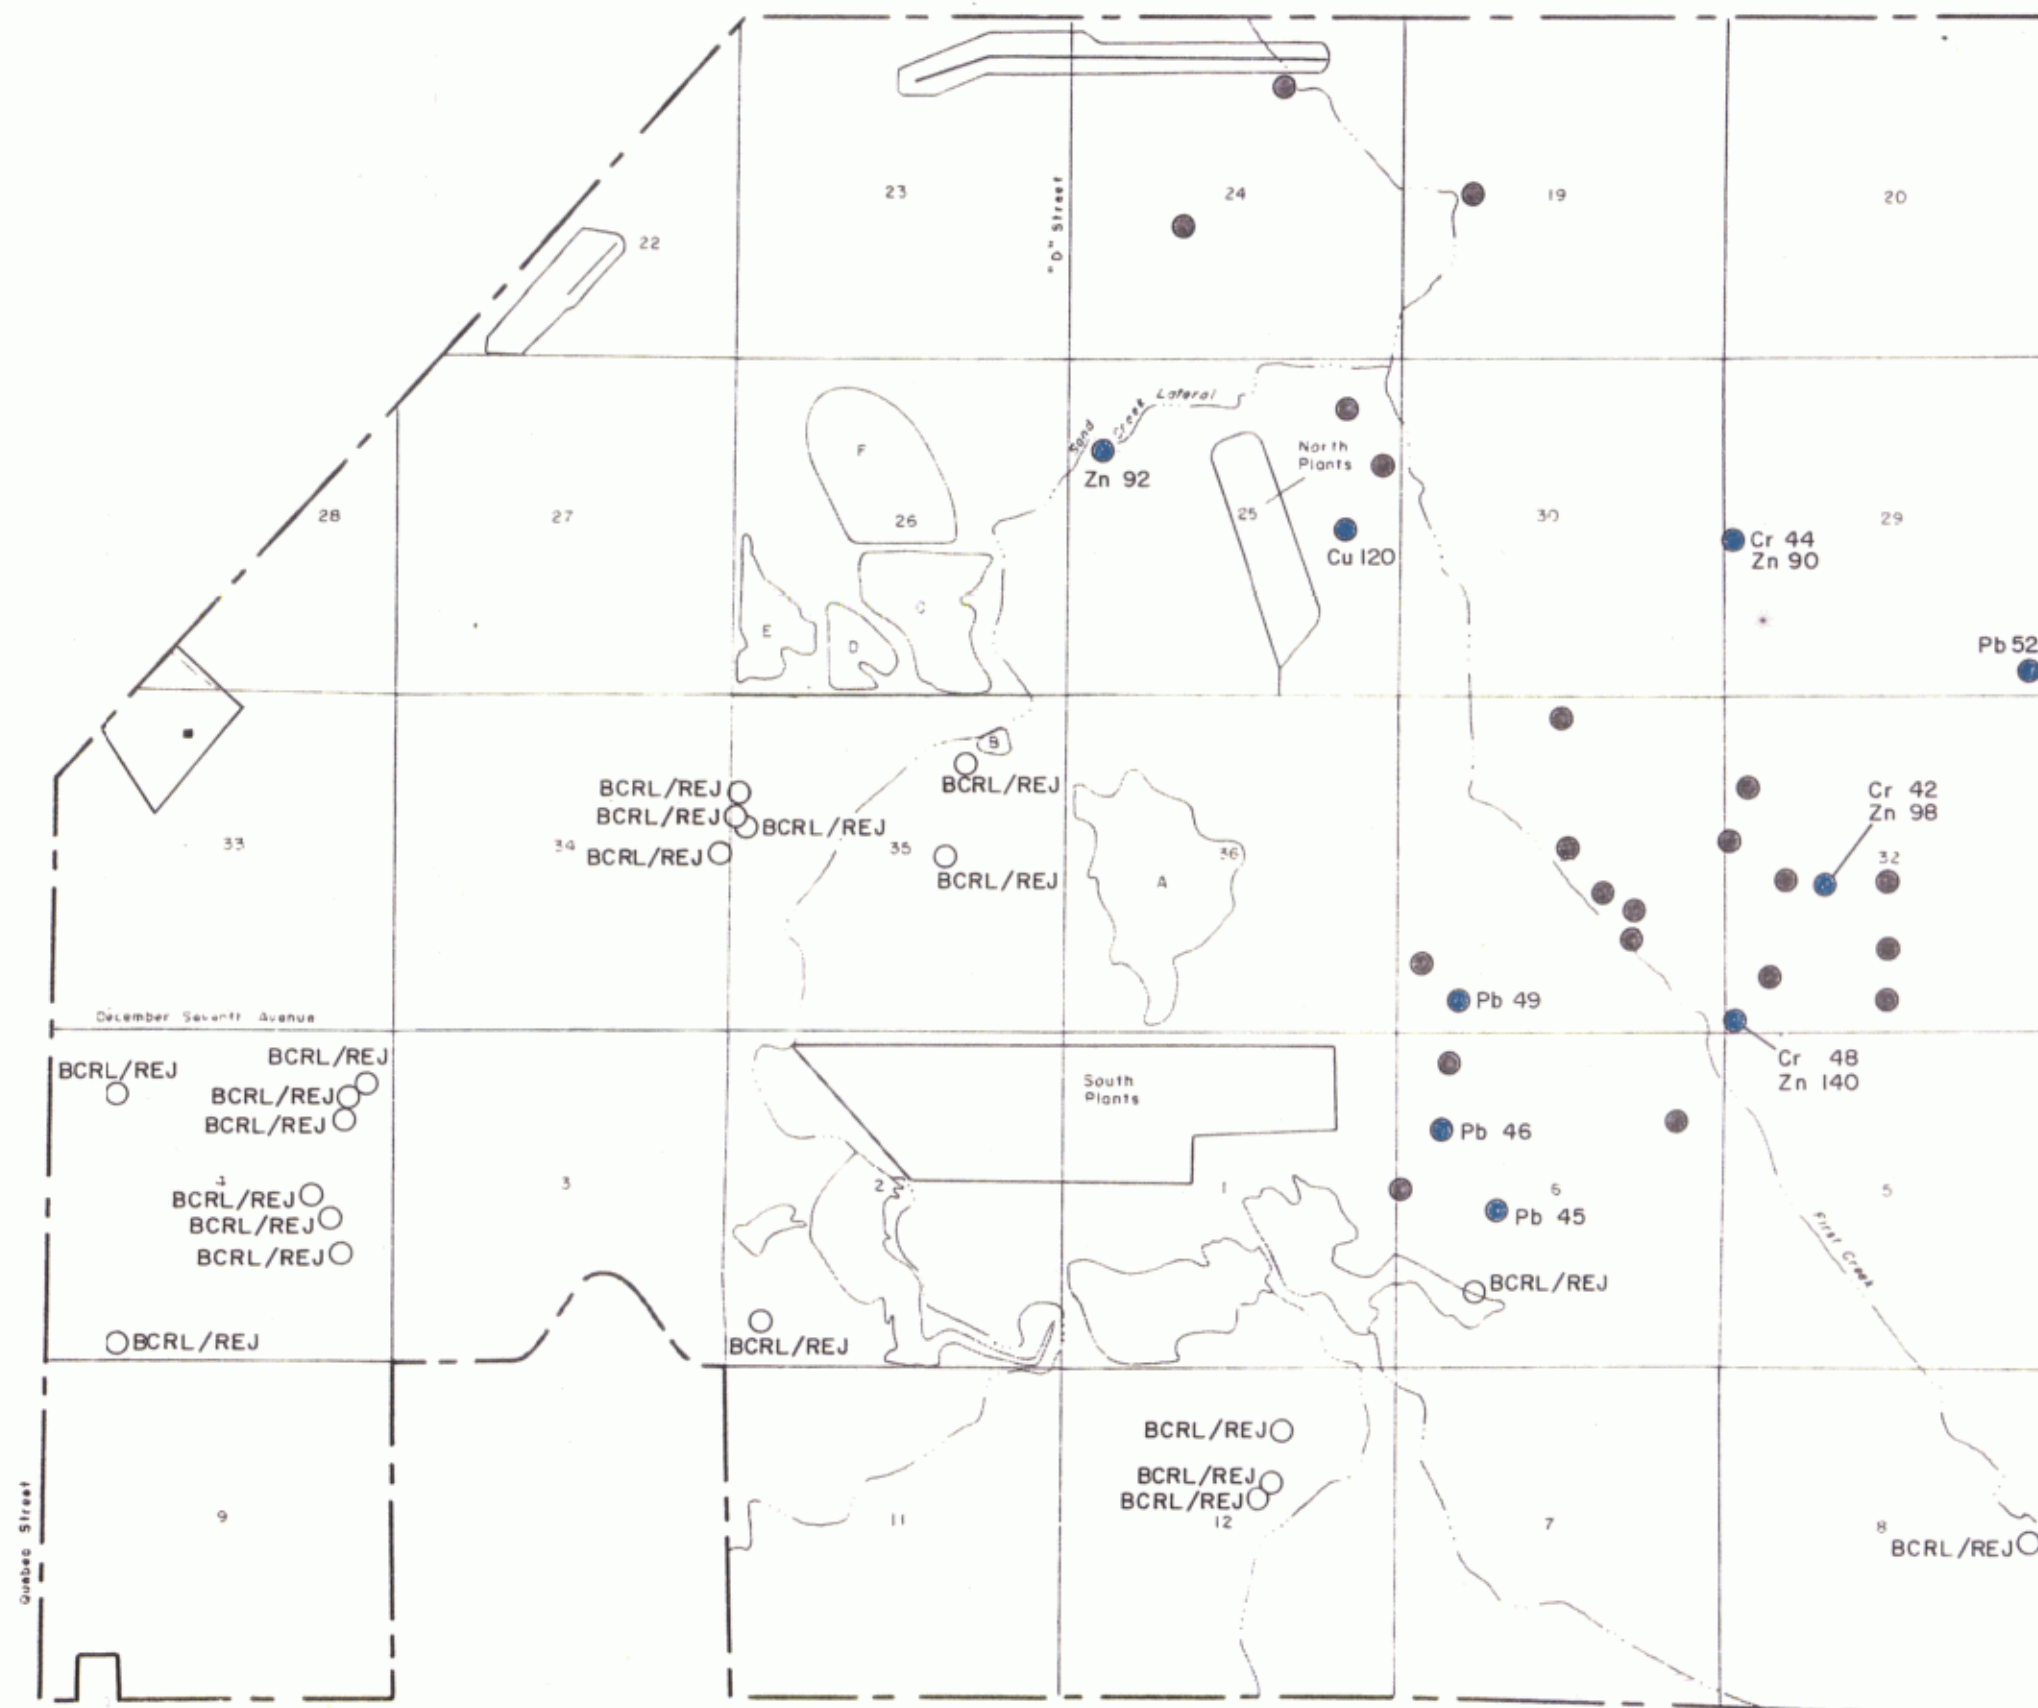 23
24
19
20
22
"D" Street
Sand Creek Lateral
F
North
Plants
Zn 92
28
27
26
25
30
29
Cu 120
Cr 44
Zn 90
C
E
D
Pb 52
B
BCRL/REJ
BCRL/REJ
BCRL/REJ
BCRL/REJ
BCRL/REJ
BCRL/REJ
Cr 42
Zn 98
33
34
35
36
32
A
Pb 49
December Seventh Avenue
BCRL/REJ
BCRL/REJ
BCRL/REJ
BCRL/REJ
South
Plants
Cr 48
Zn 140
Pb 46
4
3
2
1
6
5
BCRL/REJ
BCRL/REJ
BCRL/REJ
Pb 45
First Creek
BCRL/REJ
BCRL/REJ
BCRL/REJ
BCRL/REJ
BCRL/REJ
BCRL/REJ
Quebec Street
9
11
12
7
8
BCRL/REJ